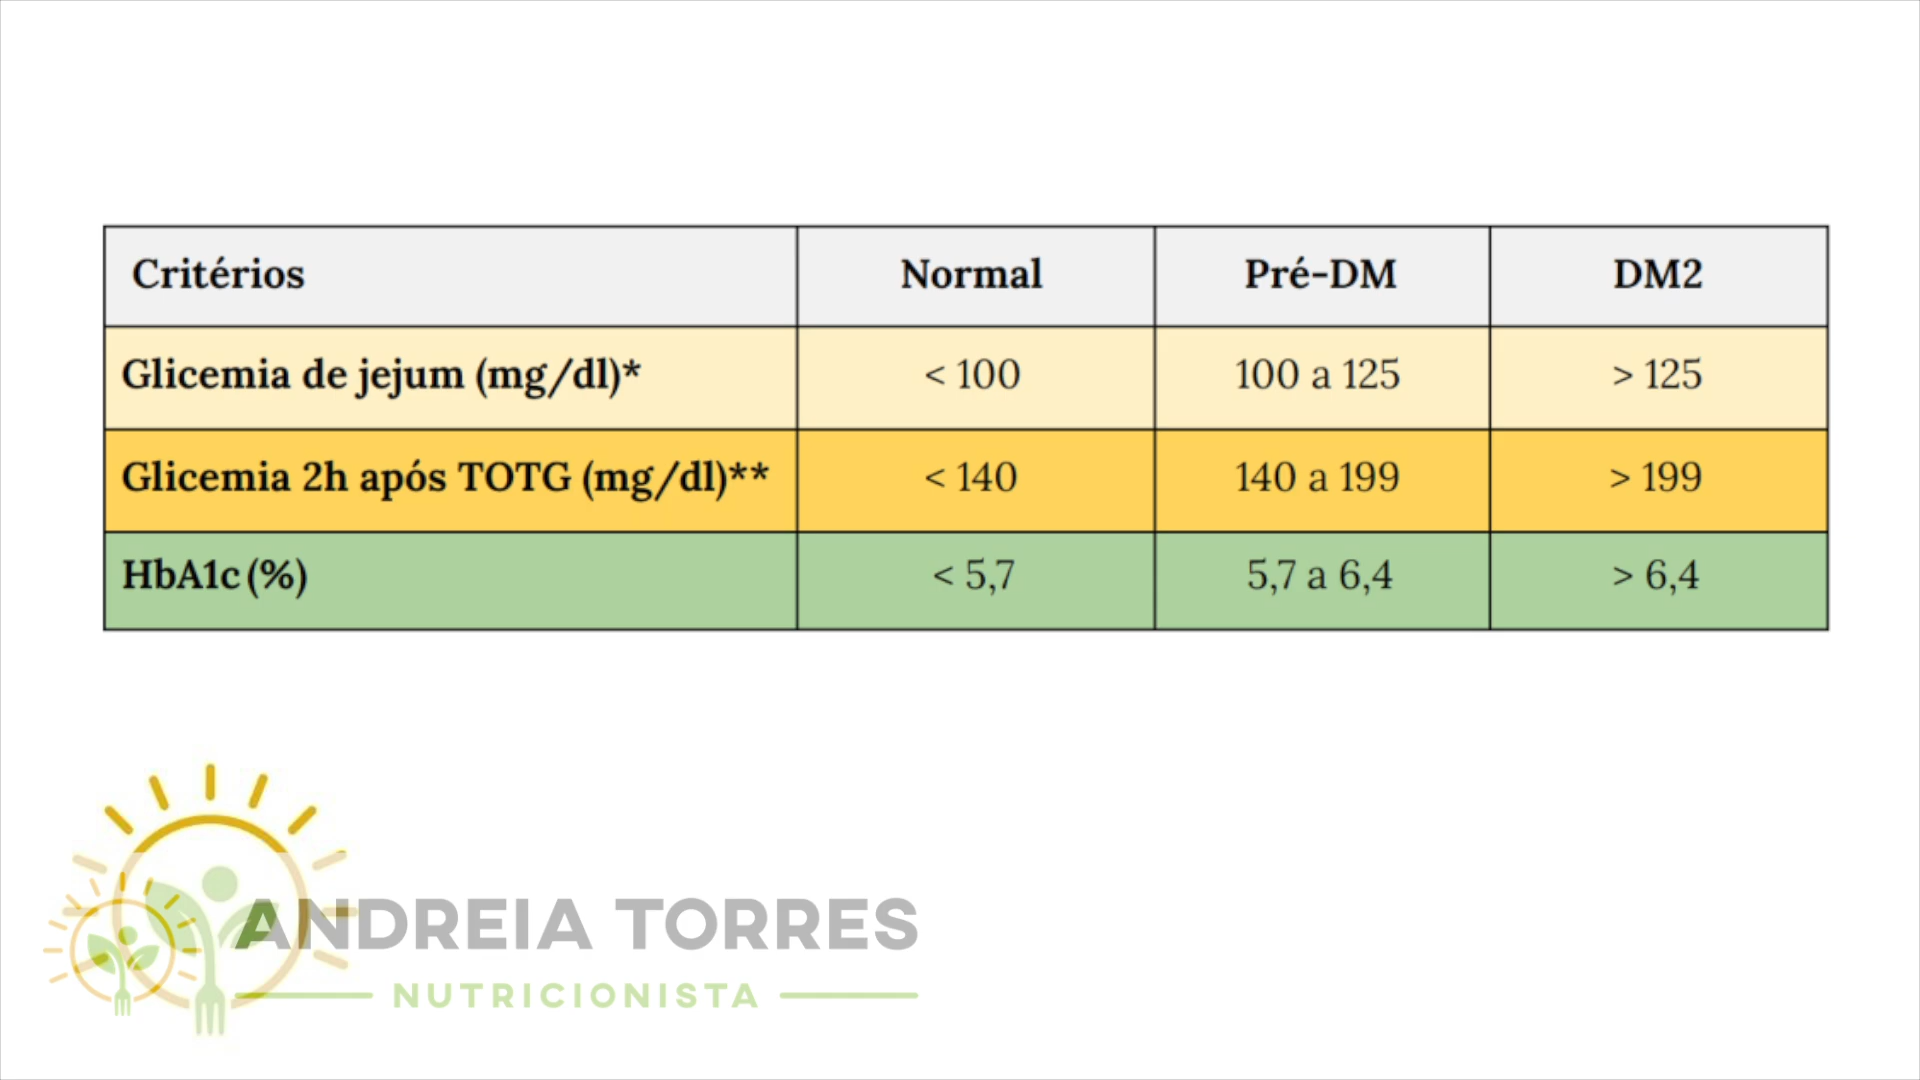 Critérios Normal Pré-DM DM2
Glicemia de jejum (mg/dl)* < 100 100 a 125 > 125
Glicemia 2h após TOTG (mg/dl)** < 140 140 a 199 > 199
HbA1c (%) < 5,7 5,7 a 6,4 > 6,4
ANDREIA TORRES
NUTRICIONISTA